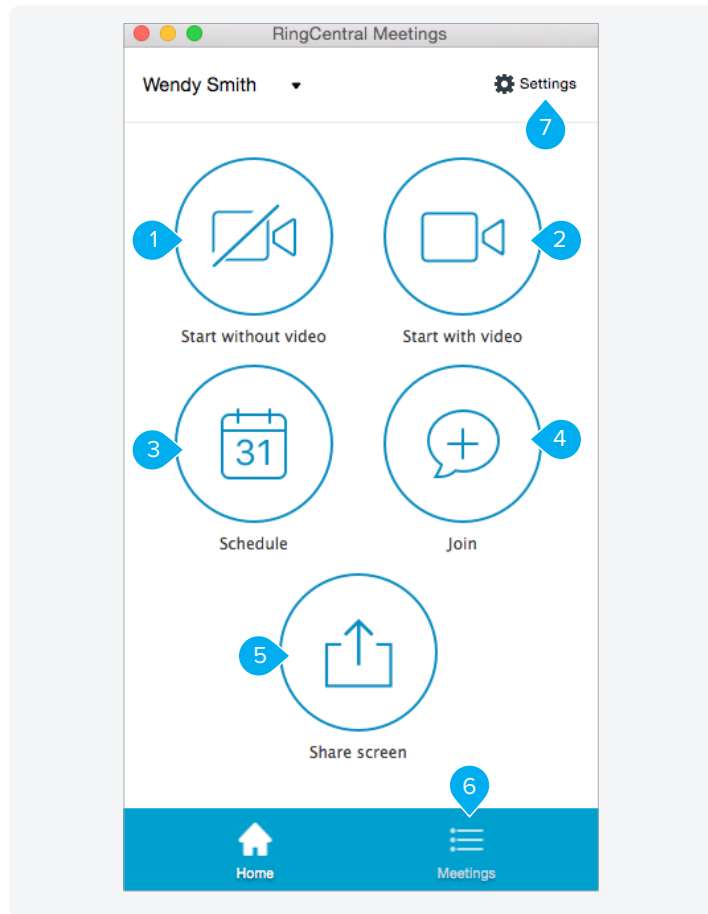 RingCentral Meetings
Wendy Smith
Settings
7
1
2
Start without video
Start with video
3
31
4
Schedule
Join
5
Share screen
6
Home
Meetings